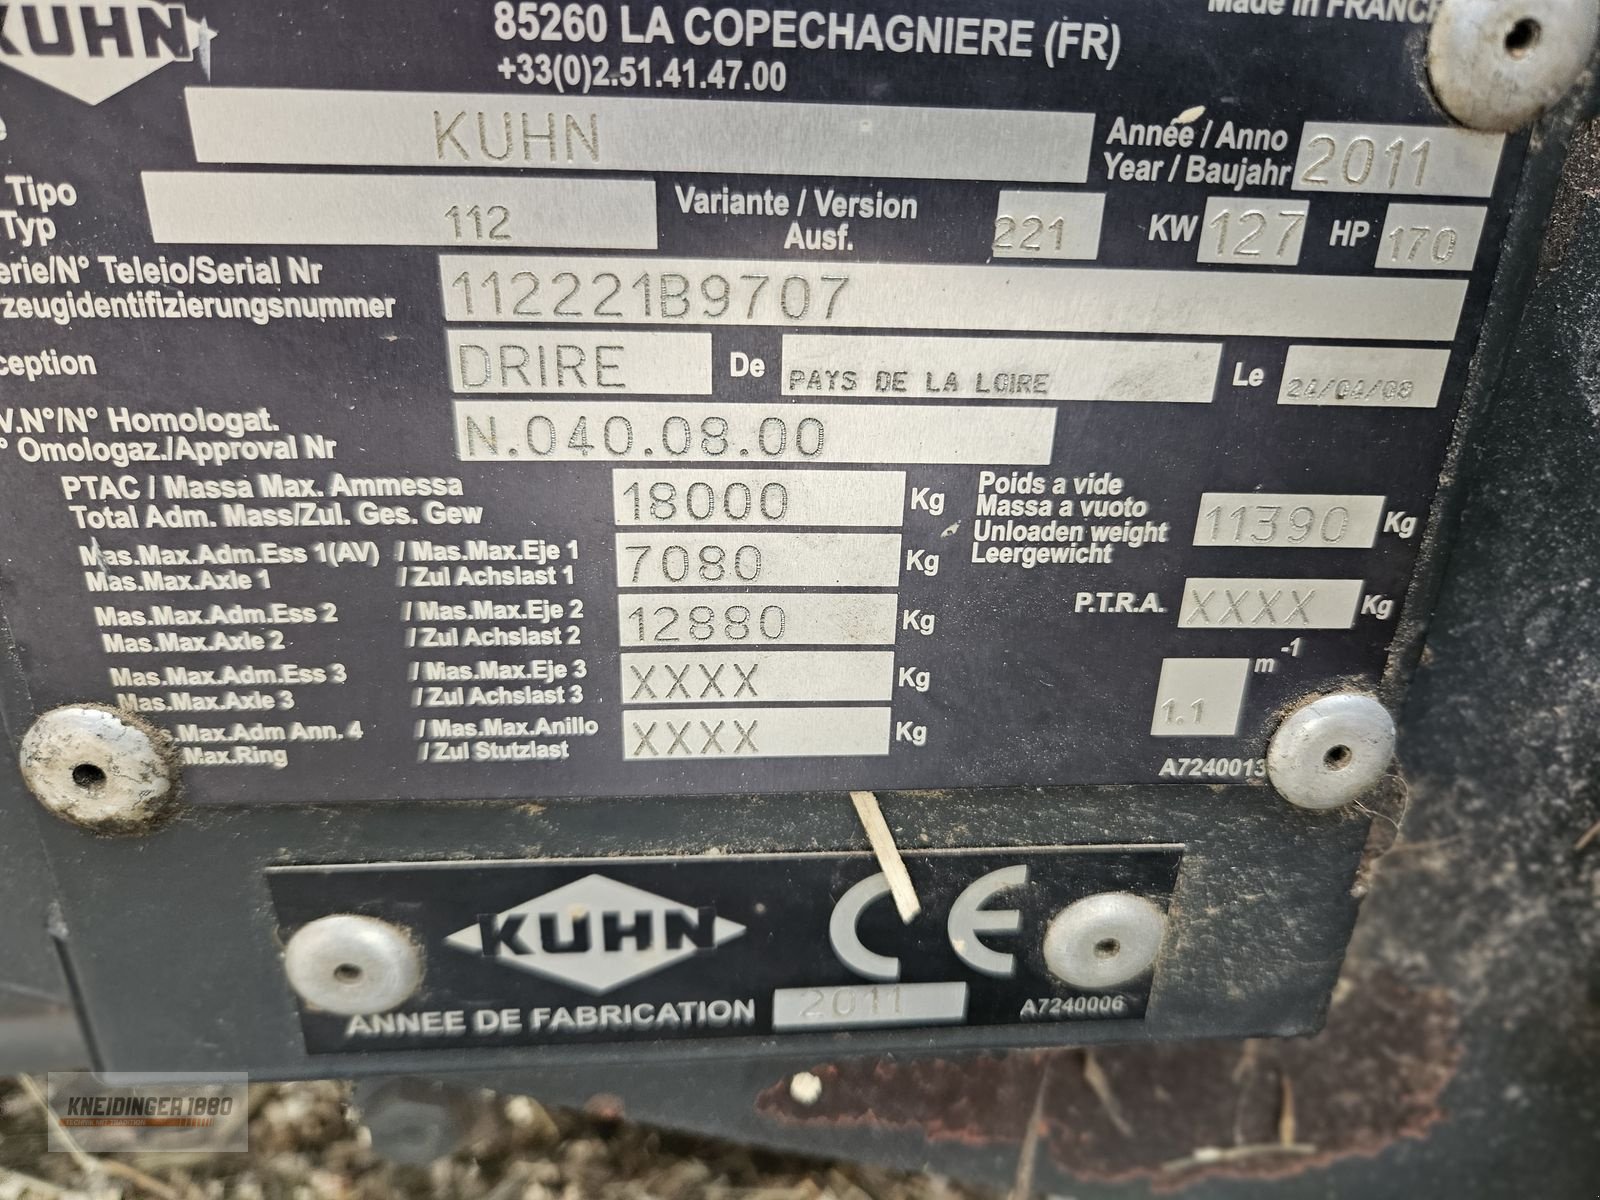 KUHN
85260 LA COPECHAGNIERE (FR)
Made in FRANCE
+33(0)2.51.41.47.00
KUHN
Année / Anno
Year / Baujahr
2011
Tipo
Typ
112
Variante / Version
Ausf.
221
KW
127
HP
170
erie/N° Teleio/Serial Nr
zeugidentifizierungsnummer
112221B9707
ception
DRIRE
De
PAYS DE LA LOIRE
Le
24/04/08
V.N°/N° Homologat.
° Omologaz./Approval Nr
N.040.08.00
PTAC / Massa Max. Ammessa
Total Adm. Mass/Zul. Ges. Gew
18000
Kg
Poids a vide
Massa a vuoto
Unloaden weight
Leergewicht
11390
Kg
Mas.Max.Adm.Ess 1(AV) / Mas.Max.Eje 1
Mas.Max.Axle 1 / Zul Achslast 1
7080
Kg
P.T.R.A.
XXXX
Kg
Mas.Max.Adm.Ess 2 / Mas.Max.Eje 2
Mas.Max.Axle 2 / Zul Achslast 2
12880
Kg
Mas.Max.Adm.Ess 3 / Mas.Max.Eje 3
Mas.Max.Axle 3 / Zul Achslast 3
XXXX
Kg
1.1
m-1
s.Max.Adm Ann. 4 / Mas.Max.Anillo
Max.Ring / Zul Stutzlast
XXXX
Kg
A7240013
KUHN
CE
ANNEE DE FABRICATION
2011
A7240006
KNEIDINGER 1880
TECHNIK MIT TRADITION